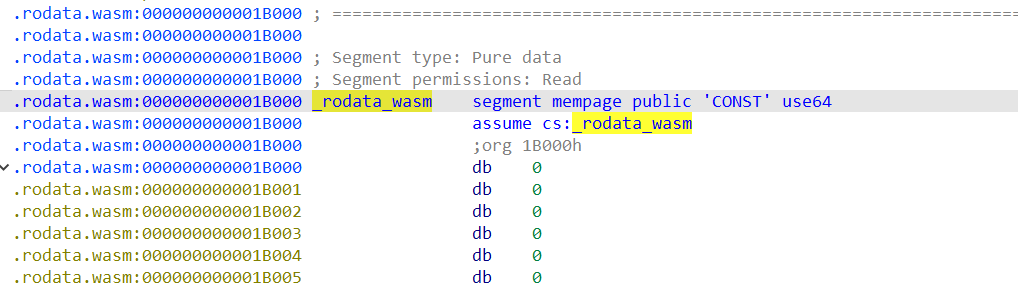 .rodata.wasm:000000000001B000 ; ===========================================================================
.rodata.wasm:000000000001B000
.rodata.wasm:000000000001B000 ; Segment type: Pure data
.rodata.wasm:000000000001B000 ; Segment permissions: Read
.rodata.wasm:000000000001B000 _rodata_wasm segment mempage public 'CONST' use64
.rodata.wasm:000000000001B000 assume cs:_rodata_wasm
.rodata.wasm:000000000001B000 ;org 1B000h
.rodata.wasm:000000000001B000 db 0
.rodata.wasm:000000000001B001 db 0
.rodata.wasm:000000000001B002 db 0
.rodata.wasm:000000000001B003 db 0
.rodata.wasm:000000000001B004 db 0
.rodata.wasm:000000000001B005 db 0